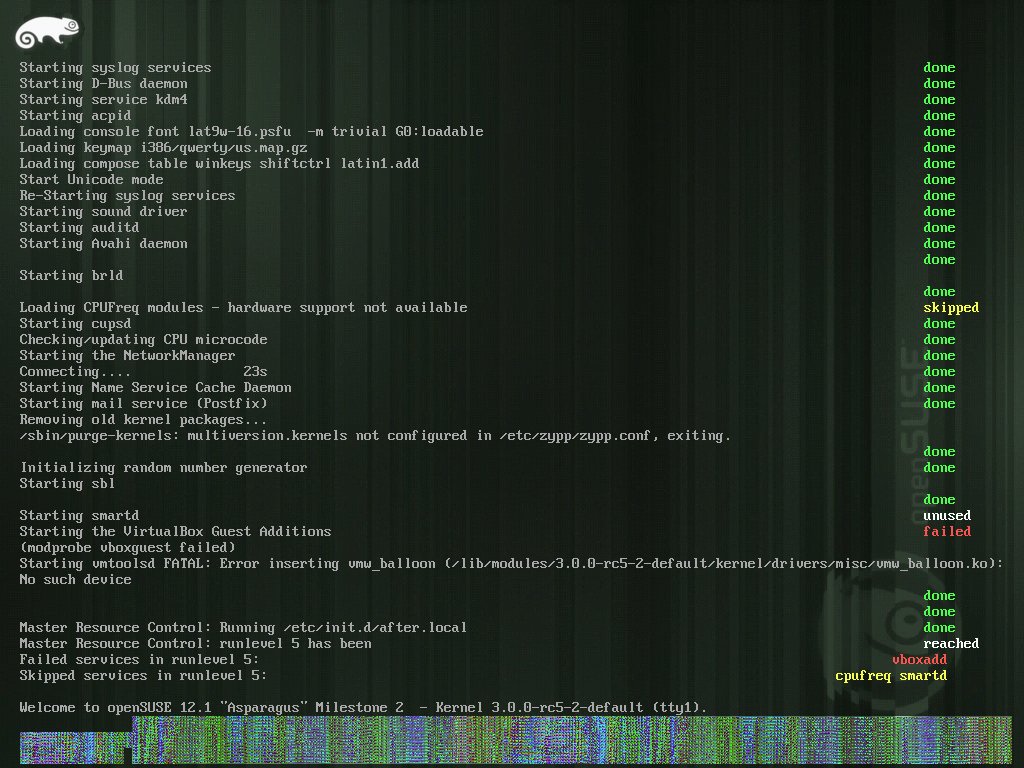 Starting syslog services done
Starting D-Bus daemon done
Starting service kdm4 done
Starting acpid done
Loading console font lat9w-16.psfu  -m trivial G0:loadable done
Loading keymap i386/qwerty/us.map.gz done
Loading compose table winkeys shiftctrl latin1.add done
Start Unicode mode done
Re-Starting syslog services done
Starting sound driver done
Starting auditd done
Starting Avahi daemon done
done
Starting brld
done
Loading CPUFreq modules - hardware support not available skipped
Starting cupsd done
Checking/updating CPU microcode done
Starting the NetworkManager done
Connecting.... 23s done
Starting Name Service Cache Daemon done
Starting mail service (Postfix) done
Removing old kernel packages...
/sbin/purge-kernels: multiversion.kernels not configured in /etc/zypp/zypp.conf, exiting.
done
Initializing random number generator done
Starting sbl
done
Starting smartd unused
Starting the VirtualBox Guest Additions failed
(modprobe vboxguest failed)
Starting vmtoolsd FATAL: Error inserting vmw_balloon (/lib/modules/3.0.0-rc5-2-default/kernel/drivers/misc/vmw_balloon.ko):
No such device
done
done
Master Resource Control: Running /etc/init.d/after.local done
Master Resource Control: runlevel 5 has been reached
Failed services in runlevel 5: vboxadd
Skipped services in runlevel 5: cpufreq smartd
Welcome to openSUSE 12.1 "Asparagus" Milestone 2  - Kernel 3.0.0-rc5-2-default (tty1).
openSUSE